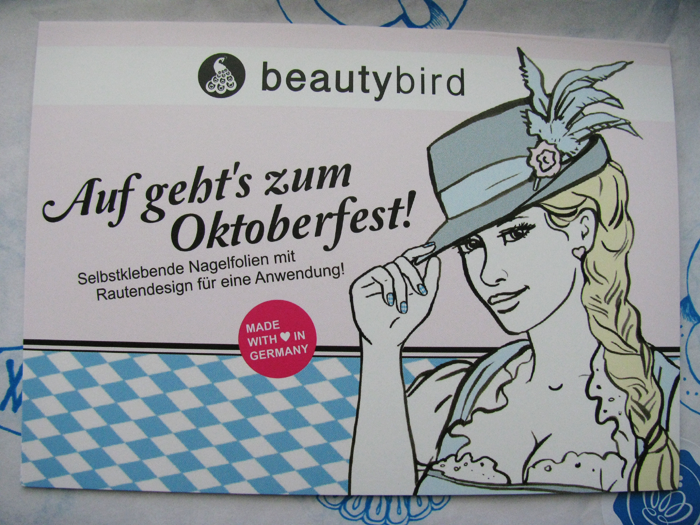 beautybird
Auf geht's zum
Oktoberfest!
Selbstklebende Nagelfolien mit
Rautendesign für eine Anwendung!
MADE
WITH ♥ IN
GERMANY